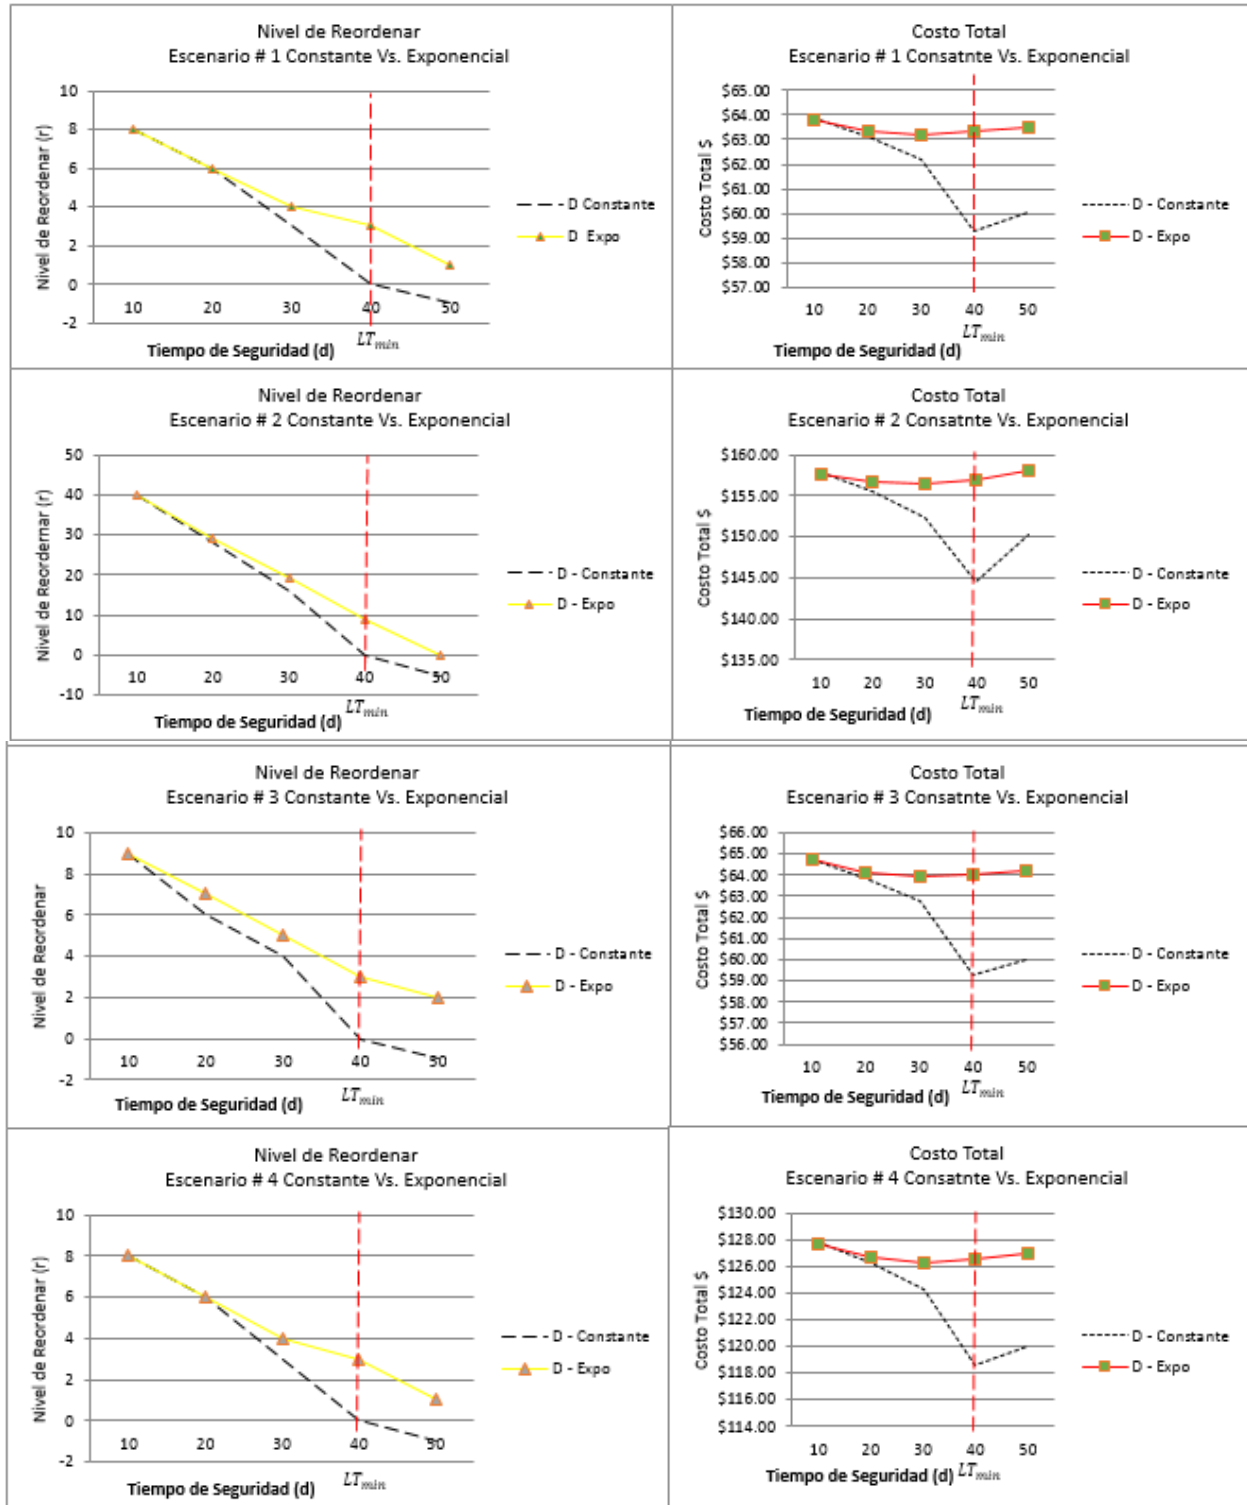 Nivel de Reordenar
Escenario # 1 Constante Vs. Exponencial
10
8
6
4
2
0
-2
Nivel de Reordenar (r)
10 20 30 40 50
LT_min
Tiempo de Seguridad (d)
D Constante
D Expo
Costo Total
Escenario # 1 Consatnte Vs. Exponencial
$65.00
$64.00
$63.00
$62.00
$61.00
$60.00
$59.00
$58.00
$57.00
Costo Total $
10 20 30 40 50
LT_min
Tiempo de Seguridad (d)
D - Constante
D - Expo
Nivel de Reordenar
Escenario # 2 Constante Vs. Exponencial
50
40
30
20
10
0
-10
Nivel de Reordernar (r)
10 20 30 40 50
LT_min
Tiempo de Seguridad (d)
D - Constante
D - Expo
Costo Total
Escenario # 2 Consatnte Vs. Exponencial
$160.00
$155.00
$150.00
$145.00
$140.00
$135.00
Costo Total $
10 20 30 40 50
LT_min
Tiempo de Seguridad (d)
D - Constante
D - Expo
Nivel de Reordenar
Escenario # 3 Constante Vs. Exponencial
10
8
6
4
2
0
-2
Nivel de Reordenar
10 20 30 40 50
LT_min
Tiempo de Seguridad (d)
D - Constante
D - Expo
Costo Total
Escenario # 3 Consatnte Vs. Exponencial
$66.00
$65.00
$64.00
$63.00
$62.00
$61.00
$60.00
$59.00
$58.00
$57.00
$56.00
Costo Total $
10 20 30 40 50
LT_min
Tiempo de Seguridad (d)
D - Constante
D - Expo
Nivel de Reordenar
Escenario # 4 Constante Vs. Exponencial
10
8
6
4
2
0
-2
Nivel de Reordenar (r)
10 20 30 40 50
LT_min
Tiempo de Seguridad (d)
D - Constante
D - Expo
Costo Total
Escenario # 4 Consatnte Vs. Exponencial
$130.00
$128.00
$126.00
$124.00
$122.00
$120.00
$118.00
$116.00
$114.00
Costo Total $
10 20 30 40 50
LT_min
Tiempo de Seguridad (d)
D - Constante
D - Expo